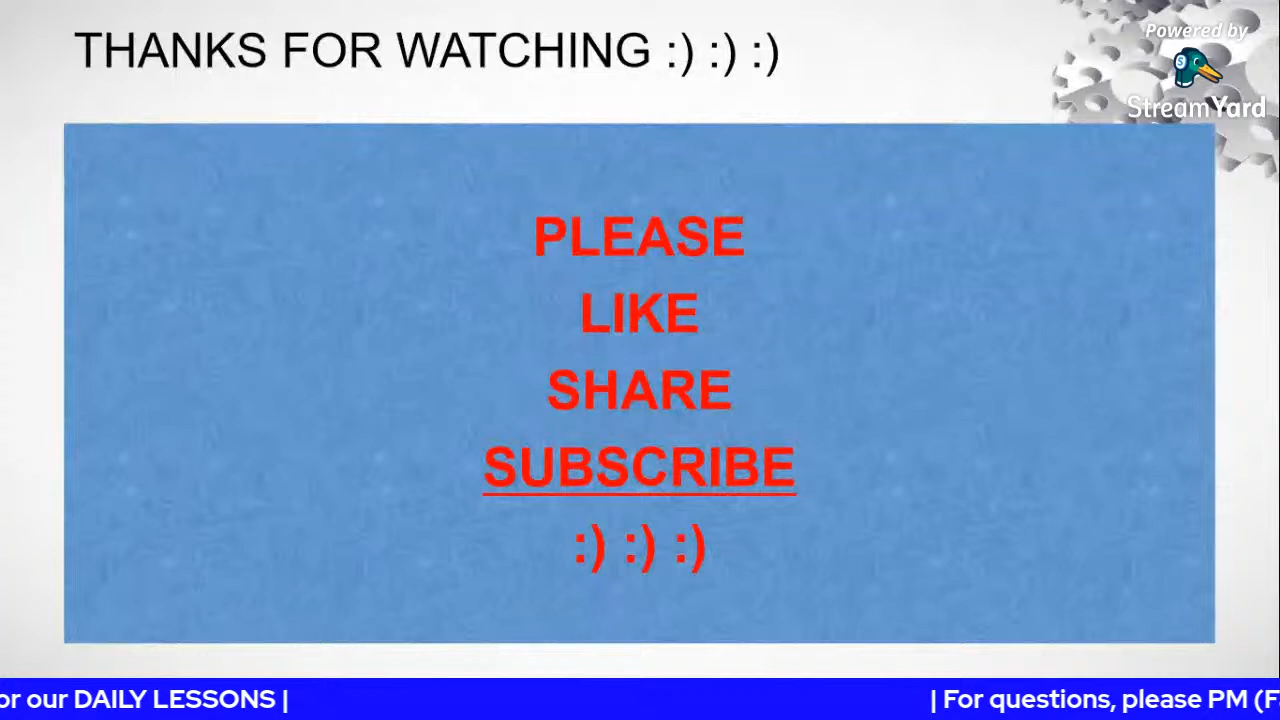 THANKS FOR WATCHING :) :) :)
Powered by
StreamYard
PLEASE
LIKE
SHARE
SUBSCRIBE
:) :) :)
or our DAILY LESSONS |
| For questions, please PM (F